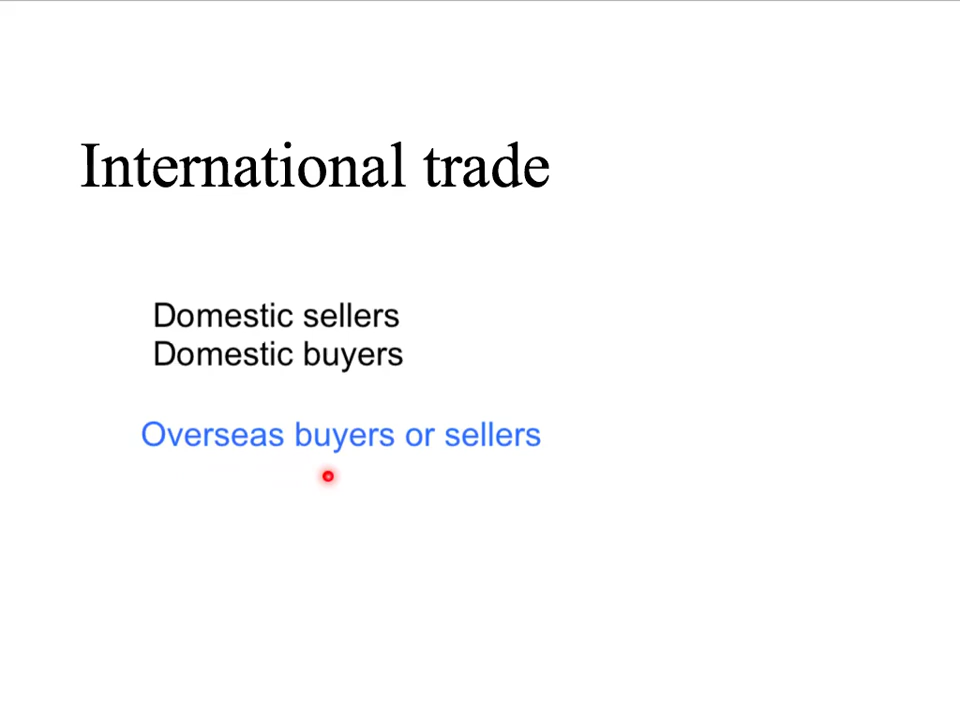 International trade
Domestic sellers
Domestic buyers
Overseas buyers or sellers